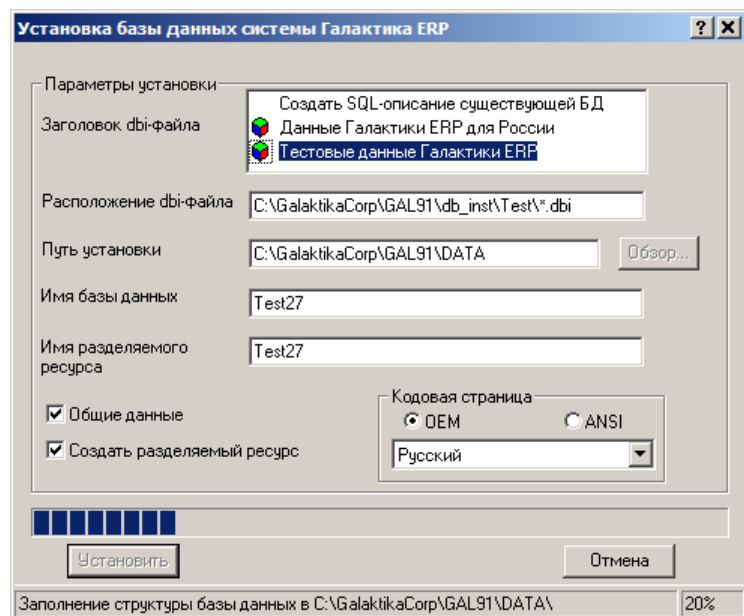 Установка базы данных системы Галактика ERP
Параметры установки
Заголовок dbi-файла
Создать SQL-описание существующей БД
Данные Галактики ERP для России
Тестовые данные Галактики ERP
Расположение dbi-файла
C:\GalaktikaCorp\GAL91\db_inst\Test\*.dbi
Путь установки
C:\GalaktikaCorp\GAL91\DATA
Обзор...
Имя базы данных
Test27
Имя разделяемого
ресурса
Test27
Общие данные
Создать разделяемый ресурс
Кодовая страница
OEM
ANSI
Русский
Установить
Отмена
Заполнение структуры базы данных в C:\GalaktikaCorp\GAL91\DATA\
20%